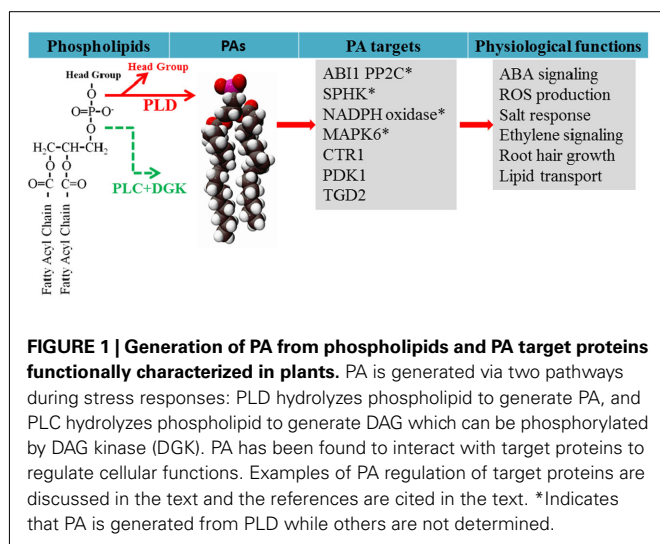 Phospholipids
PAs
PA targets
Physiological functions
Head Group
Head Group
O
O=P-O⁻
O
PLD
H₂C-CH-CH₂
O O
O=C C=O
PLC+DGK
Fatty Acyl Chain
Fatty Acyl Chain
ABI1 PP2C*
SPHK*
NADPH oxidase*
MAPK6*
CTR1
PDK1
TGD2
ABA signaling
ROS production
Salt response
Ethylene signaling
Root hair growth
Lipid transport
FIGURE 1 | Generation of PA from phospholipids and PA target proteins
functionally characterized in plants. PA is generated via two pathways
during stress responses: PLD hydrolyzes phospholipid to generate PA, and
PLC hydrolyzes phospholipid to generate DAG which can be phosphorylated
by DAG kinase (DGK). PA has been found to interact with target proteins to
regulate cellular functions. Examples of PA regulation of target proteins are
discussed in the text and the references are cited in the text. *Indicates
that PA is generated from PLD while others are not determined.